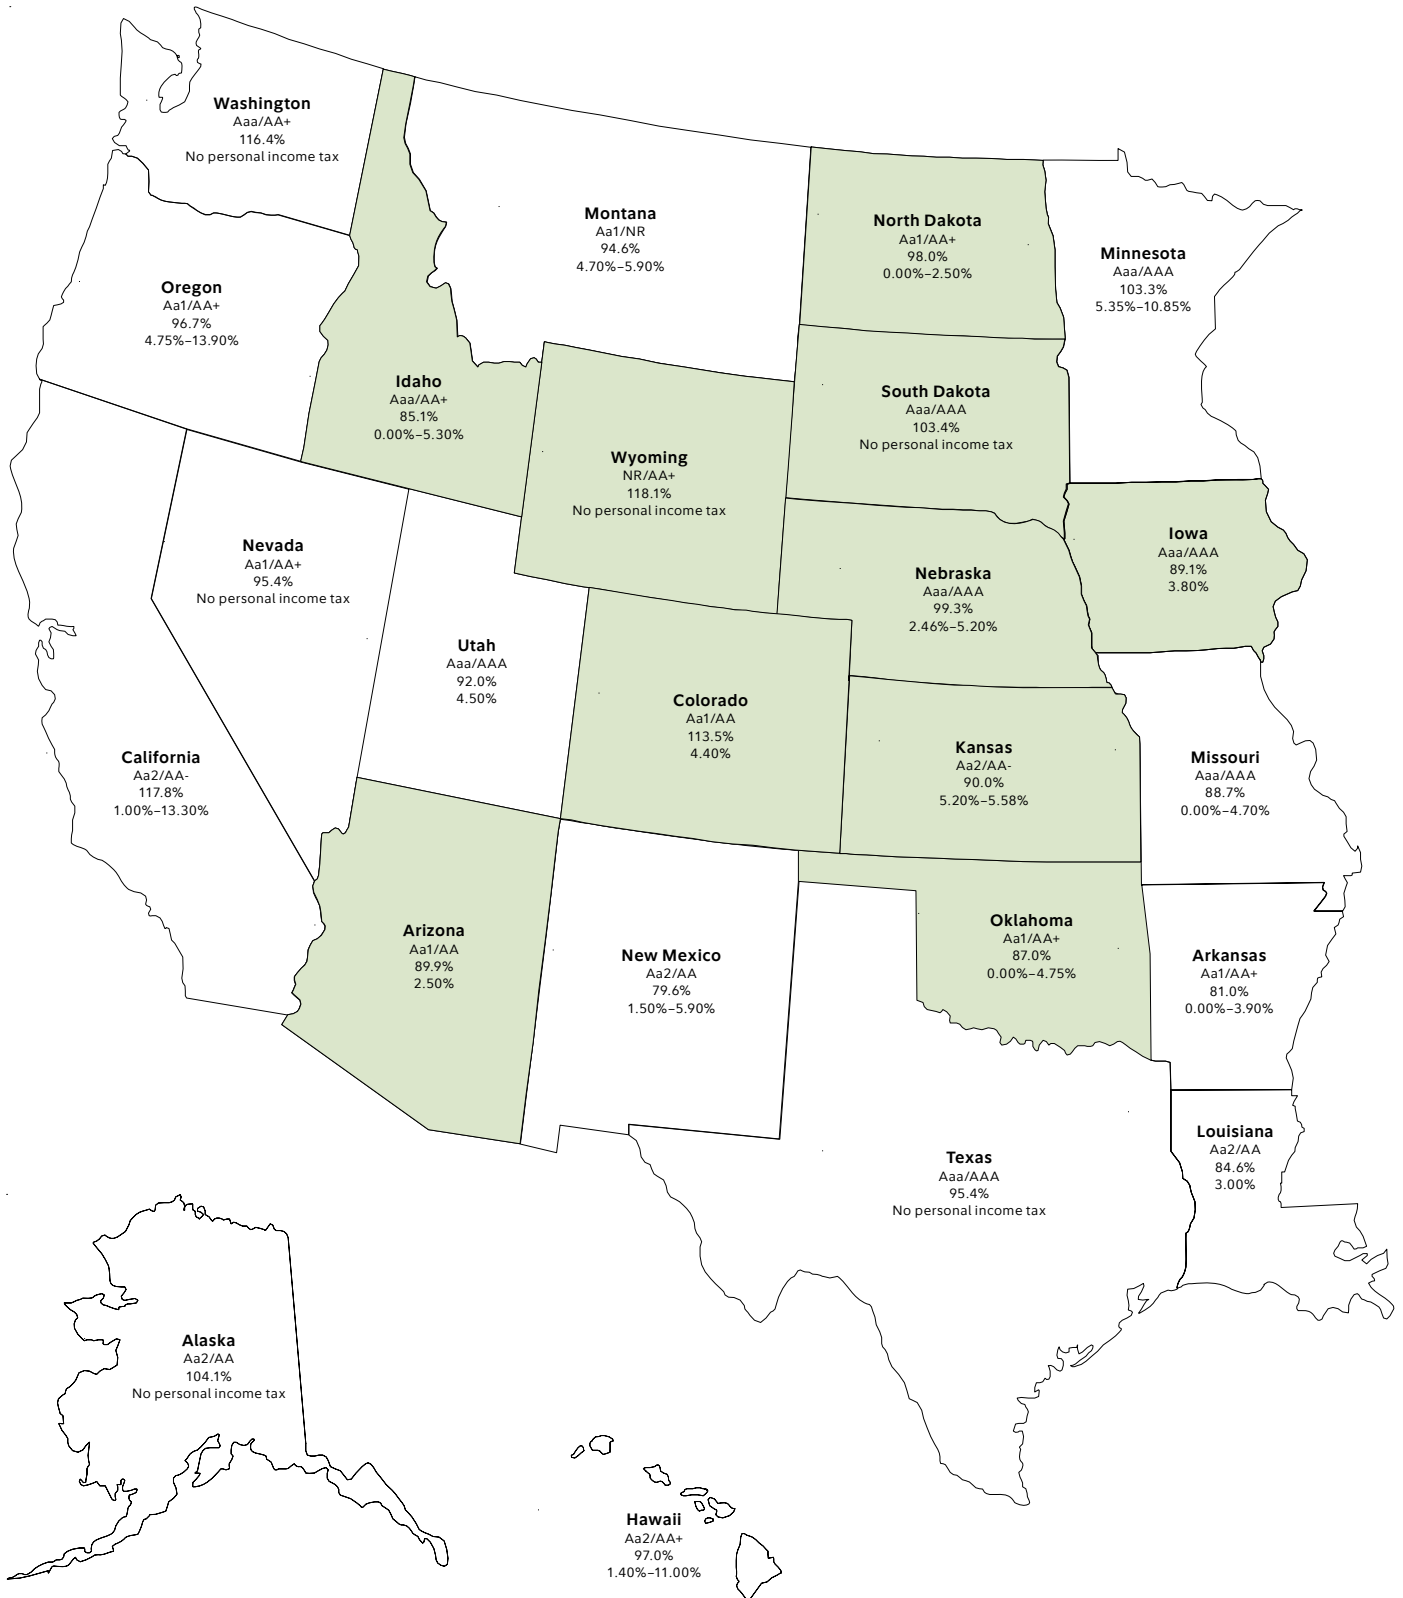 Washington
Aaa/AA+
116.4%
No personal income tax
Montana
Aa1/NR
94.6%
4.70%–5.90%
North Dakota
Aa1/AA+
98.0%
0.00%–2.50%
Minnesota
Aaa/AAA
103.3%
5.35%–10.85%
Oregon
Aa1/AA+
96.7%
4.75%–13.90%
Idaho
Aaa/AA+
85.1%
0.00%–5.30%
South Dakota
Aaa/AAA
103.4%
No personal income tax
Wyoming
NR/AA+
118.1%
No personal income tax
Iowa
Aaa/AAA
89.1%
3.80%
Nevada
Aa1/AA+
95.4%
No personal income tax
Nebraska
Aaa/AAA
99.3%
2.46%–5.20%
Utah
Aaa/AAA
92.0%
4.50%
Colorado
Aa1/AA
113.5%
4.40%
Kansas
Aa2/AA-
90.0%
5.20%–5.58%
California
Aa2/AA-
117.8%
1.00%–13.30%
Missouri
Aaa/AAA
88.7%
0.00%–4.70%
Arizona
Aa1/AA
89.9%
2.50%
New Mexico
Aa2/AA
79.6%
1.50%–5.90%
Oklahoma
Aa1/AA+
87.0%
0.00%–4.75%
Arkansas
Aa1/AA+
81.0%
0.00%–3.90%
Texas
Aaa/AAA
95.4%
No personal income tax
Louisiana
Aa2/AA
84.6%
3.00%
Alaska
Aa2/AA
104.1%
No personal income tax
Hawaii
Aa2/AA+
97.0%
1.40%–11.00%